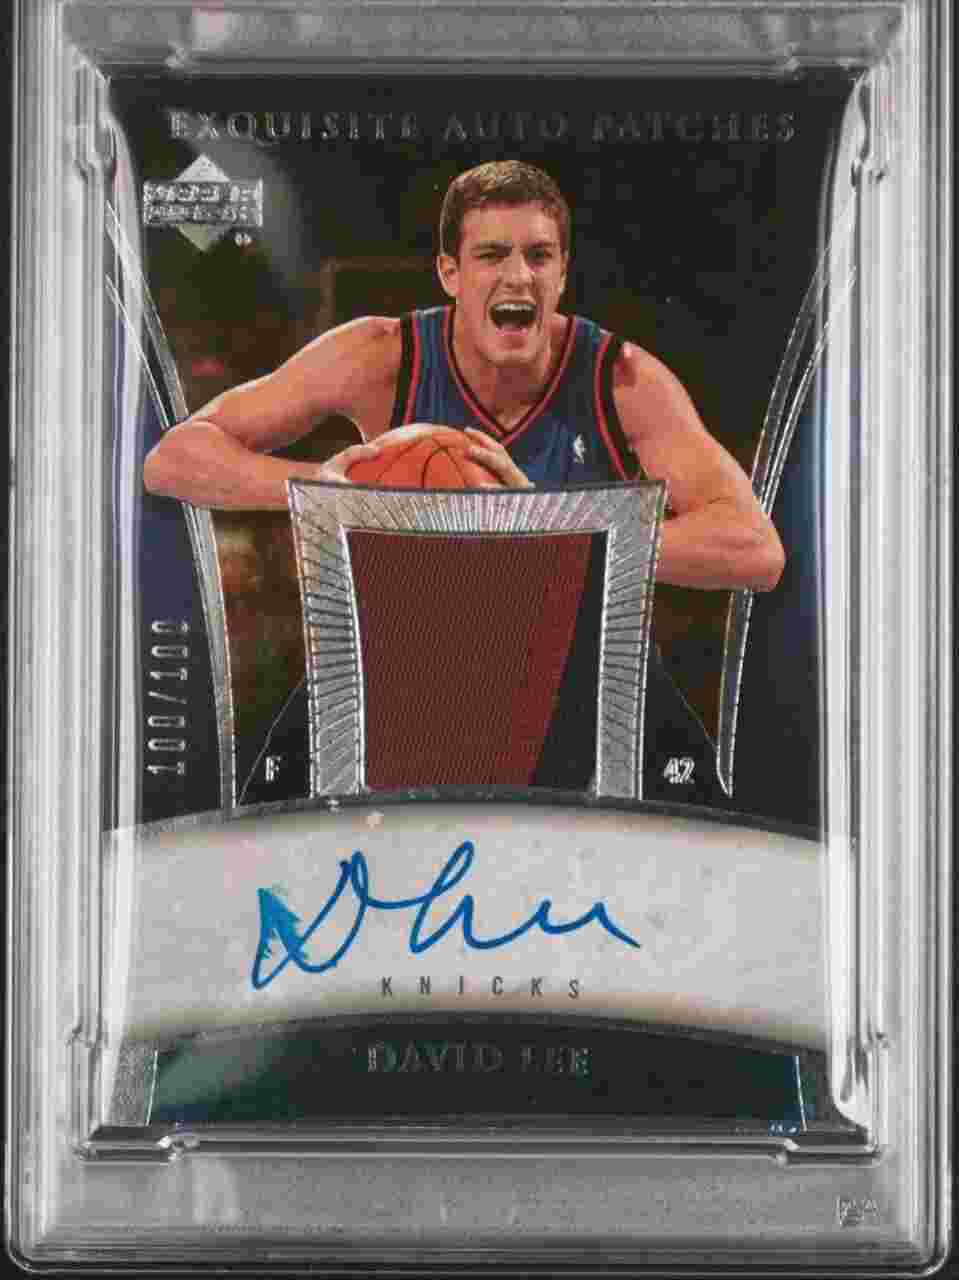 EXQUISITE AUTO PATCHES
100/100
F
42
KNICKS
DAVID LEE